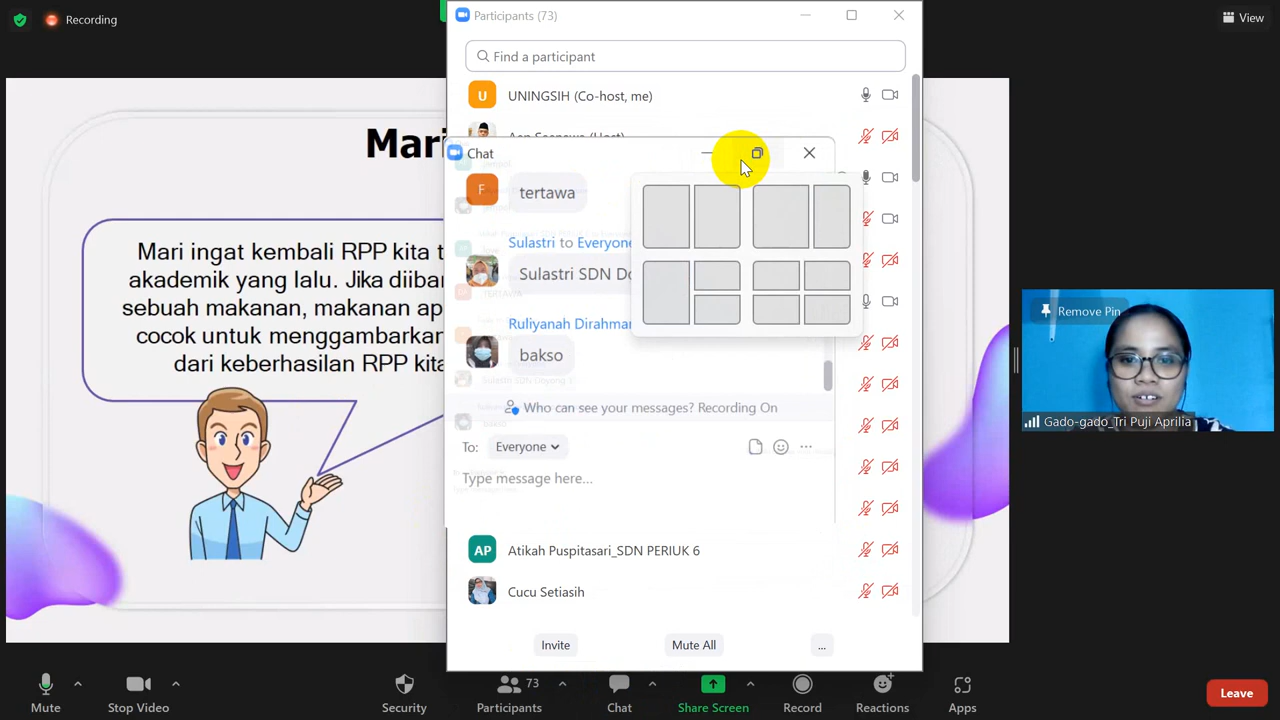 Recording
Participants (73)
View
Find a participant
U
UNINGSIH (Co-host, me)
Mari
Chat
F
tertawa
Sulastri to Everyone
Sulastri SDN Do
Ruliyanah Dirahma
bakso
Who can see your messages? Recording On
To: Everyone
Type message here...
Mari ingat kembali RPP kita t
akademik yang lalu. Jika diiba
sebuah makanan, makanan ap
cocok untuk menggambarkan
dari keberhasilan RPP kita
Remove Pin
Gado-gado_Tri Puji Aprilia
AP
Atikah Puspitasari_SDN PERIUK 6
Cucu Setiasih
Invite
Mute All
...
Mute
Stop Video
Security
73
Participants
Chat
Share Screen
Record
Reactions
Apps
Leave